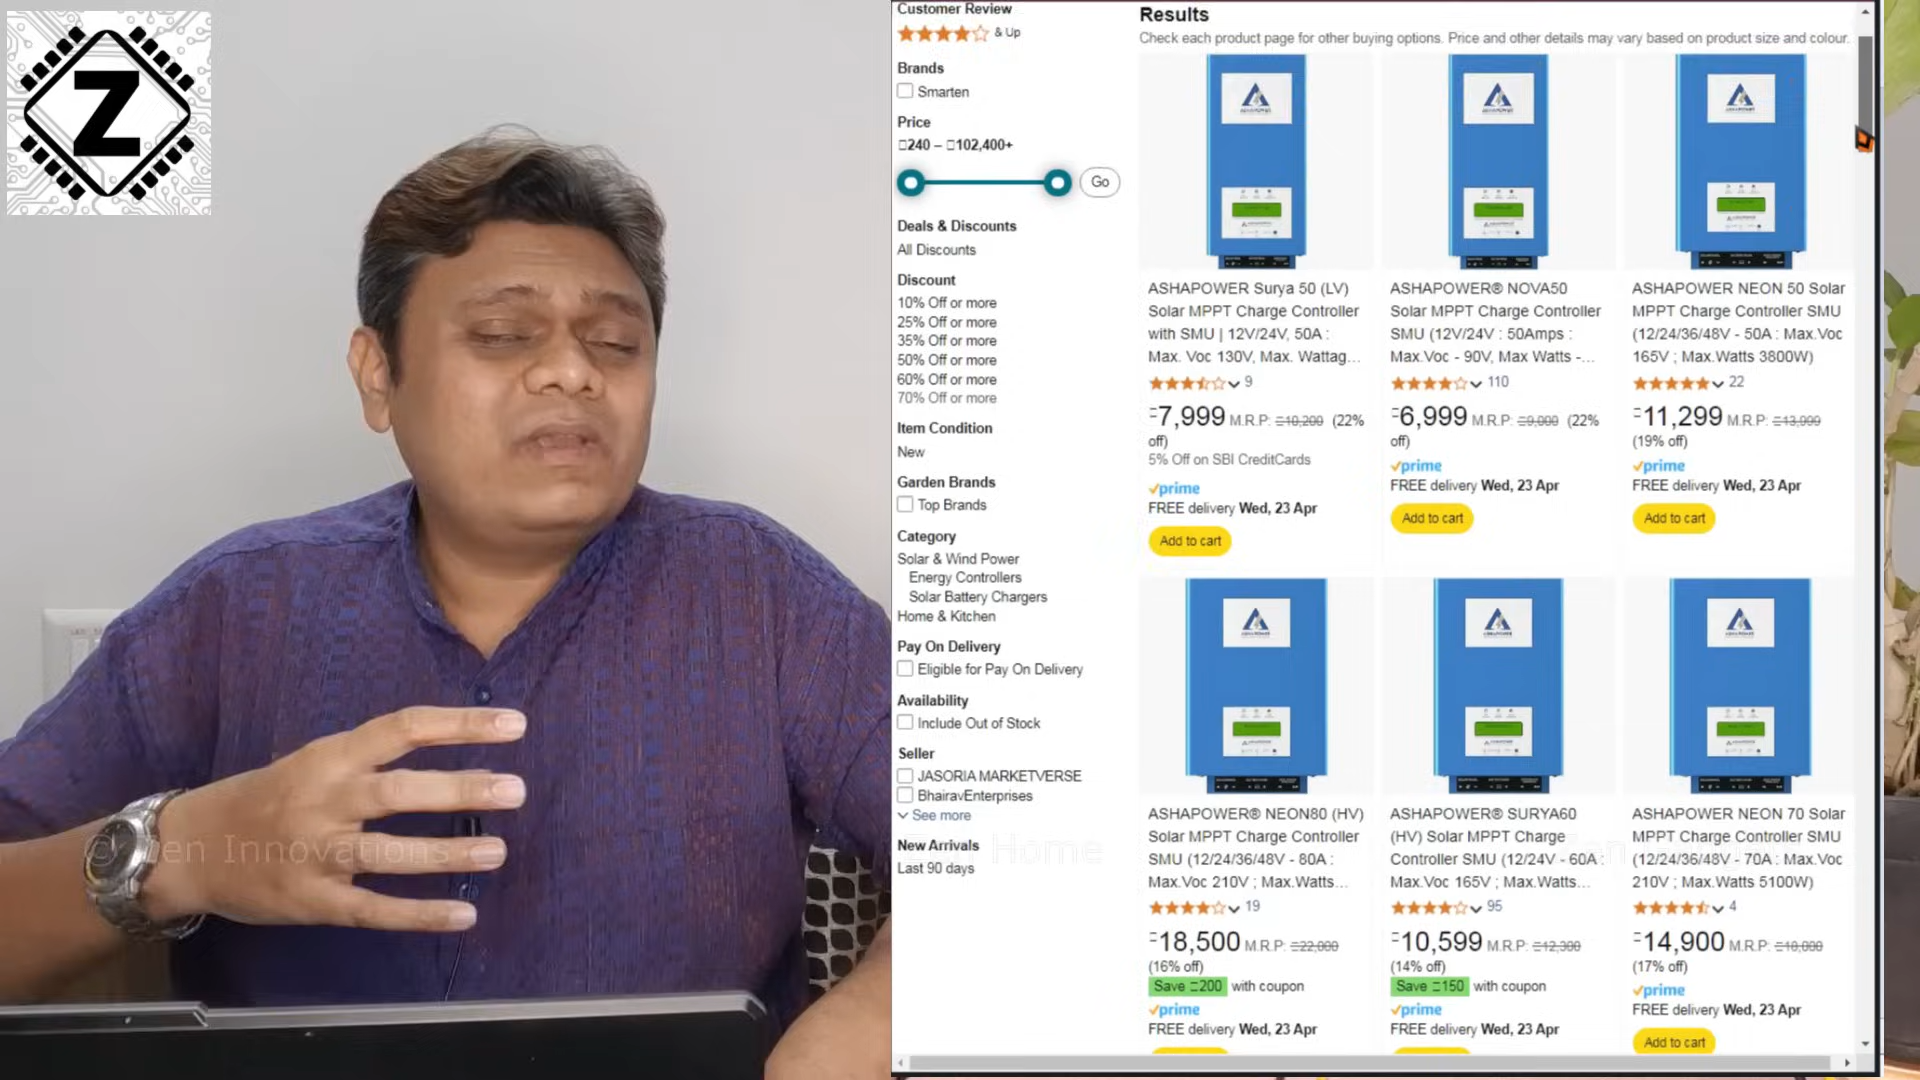 Z
Customer Review
& Up
Brands
Smarten
Price
240 – 102,400+
Go
Deals & Discounts
All Discounts
Discount
10% Off or more
25% Off or more
35% Off or more
50% Off or more
60% Off or more
70% Off or more
Item Condition
New
Garden Brands
Top Brands
Category
Solar & Wind Power
Energy Controllers
Solar Battery Chargers
Home & Kitchen
Pay On Delivery
Eligible for Pay On Delivery
Availability
Include Out of Stock
Seller
JASORIA MARKETVERSE
BhairavEnterprises
See more
New Arrivals
Last 90 days
Results
Check each product page for other buying options. Price and other details may vary based on product size and colour.
ASHAPOWER Surya 50 (LV)
Solar MPPT Charge Controller
with SMU | 12V/24V, 50A :
Max. Voc 130V, Max. Wattag...
9
7,999 M.R.P: 10,200 (22%
off)
5% Off on SBI CreditCards
prime
FREE delivery Wed, 23 Apr
Add to cart
ASHAPOWER® NOVA50
Solar MPPT Charge Controller
SMU (12V/24V : 50Amps :
Max.Voc - 90V, Max Watts -...
110
6,999 M.R.P: 9,000 (22%
off)
prime
FREE delivery Wed, 23 Apr
Add to cart
ASHAPOWER NEON 50 Solar
MPPT Charge Controller SMU
(12/24/36/48V - 50A : Max.Voc
165V ; Max.Watts 3800W)
22
11,299 M.R.P: 13,999
(19% off)
prime
FREE delivery Wed, 23 Apr
Add to cart
ASHAPOWER® NEON80 (HV)
Solar MPPT Charge Controller
SMU (12/24/36/48V - 80A :
Max.Voc 210V ; Max.Watts...
19
18,500 M.R.P: 22,000
(16% off)
Save 200 with coupon
prime
FREE delivery Wed, 23 Apr
ASHAPOWER® SURYA60
(HV) Solar MPPT Charge
Controller SMU (12/24V - 60A :
Max.Voc 165V ; Max.Watts...
95
10,599 M.R.P: 12,300
(14% off)
Save 150 with coupon
prime
FREE delivery Wed, 23 Apr
ASHAPOWER NEON 70 Solar
MPPT Charge Controller SMU
(12/24/36/48V - 70A : Max.Voc
210V ; Max.Watts 5100W)
4
14,900 M.R.P:
(17% off)
prime
FREE delivery Wed, 23 Apr
Add to cart
© Zen Innovations
Home